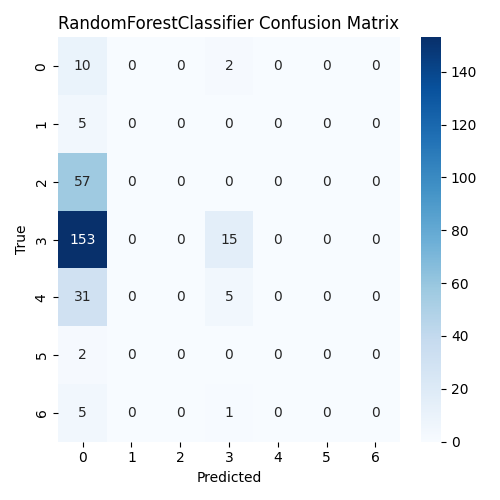 RandomForestClassifier Confusion Matrix
0 10 0 0 2 0 0 0
1 5 0 0 0 0 0 0
2 57 0 0 0 0 0 0
3 153 0 0 15 0 0 0
4 31 0 0 5 0 0 0
5 2 0 0 0 0 0 0
6 5 0 0 1 0 0 0
0 1 2 3 4 5 6
Predicted
True
140
120
100
80
60
40
20
0